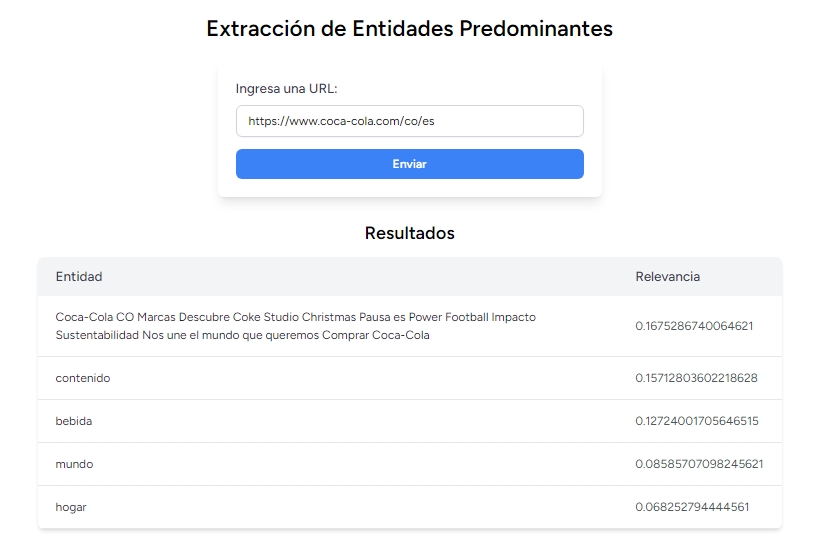 Extracción de Entidades Predominantes
Ingresa una URL:
https://www.coca-cola.com/co/es
Enviar
Resultados
Entidad Relevancia
Coca-Cola CO Marcas Descubre Coke Studio Christmas Pausa es Power Football Impacto
Sustentabilidad Nos une el mundo que queremos Comprar Coca-Cola
0.1675286740064621
contenido 0.15712803602218628
bebida 0.12724001705646515
mundo 0.08585707098245621
hogar 0.068252794444561